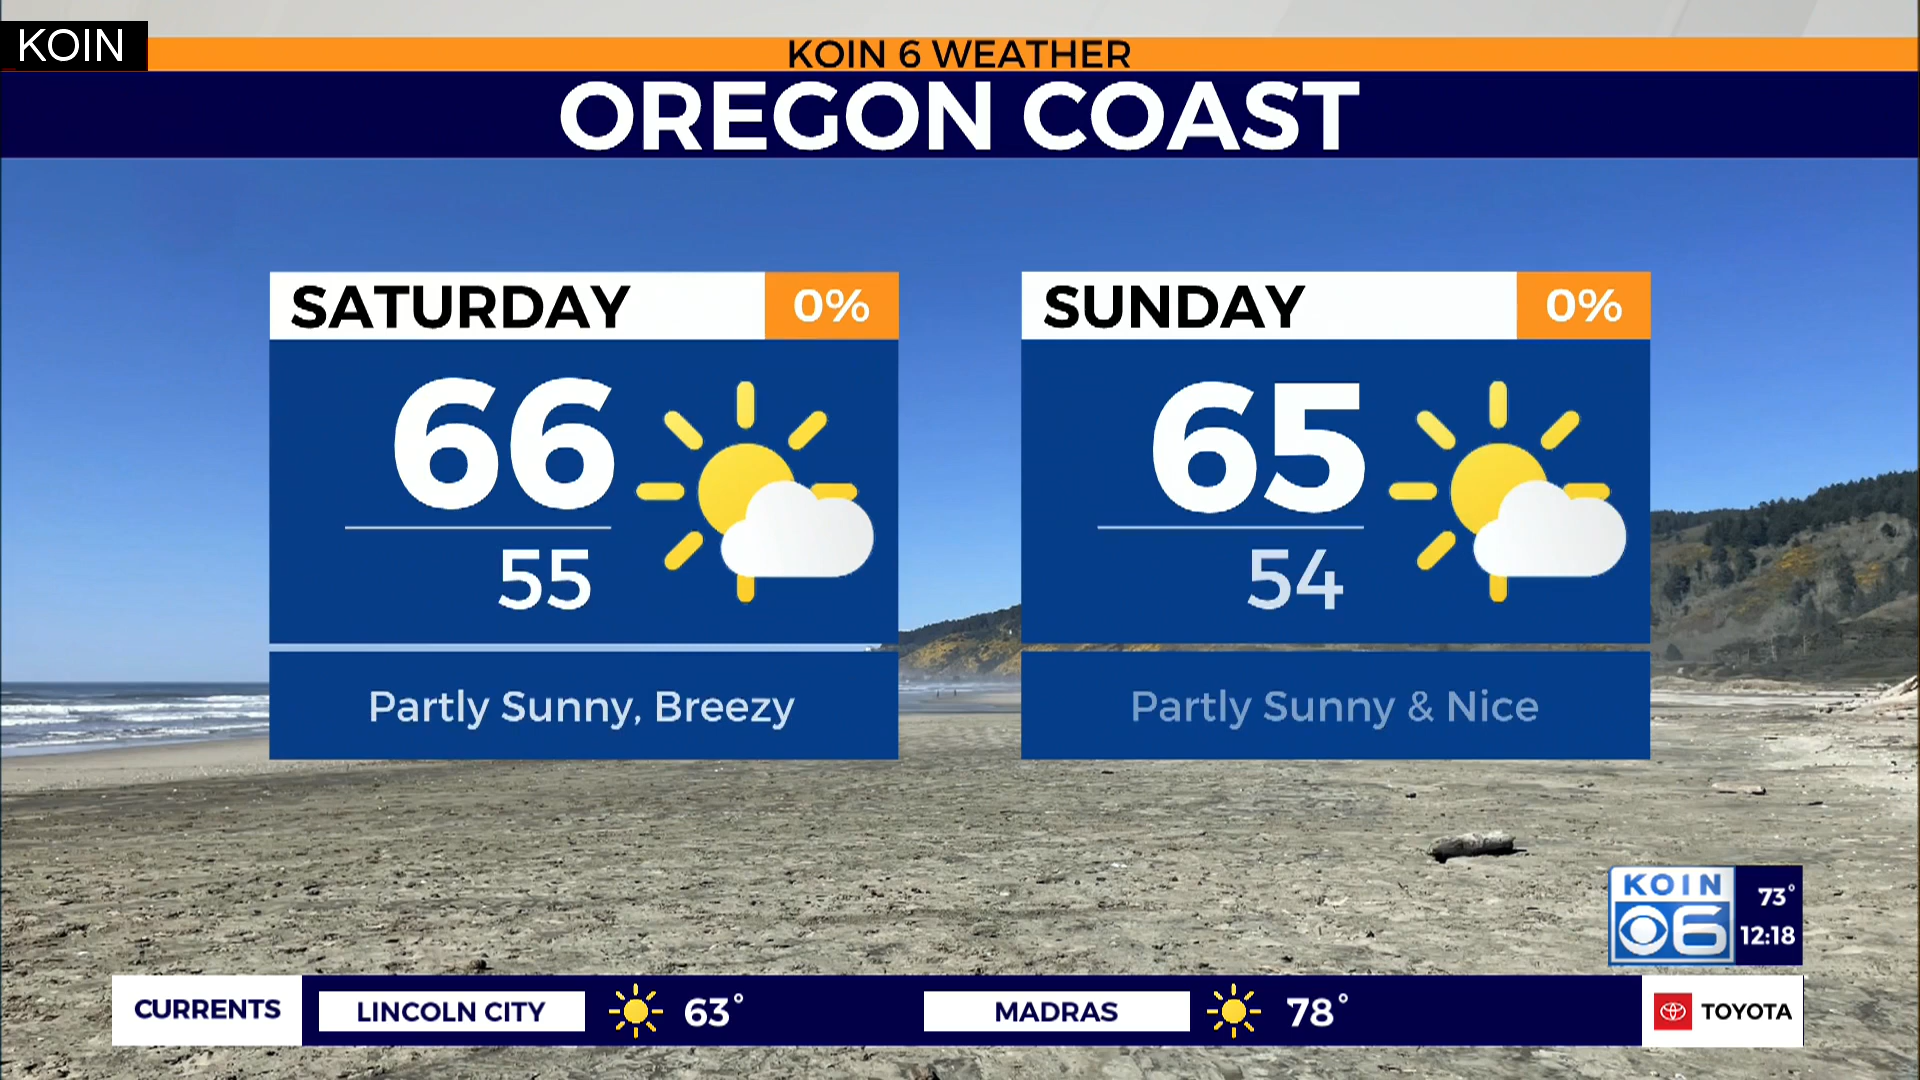 KOIN
KOIN 6 WEATHER
OREGON COAST
SATURDAY 0%
66
55
Partly Sunny, Breezy
SUNDAY 0%
65
54
Partly Sunny & Nice
KOIN
6
73°
12:18
CURRENTS LINCOLN CITY 63° MADRAS 78° TOYOTA